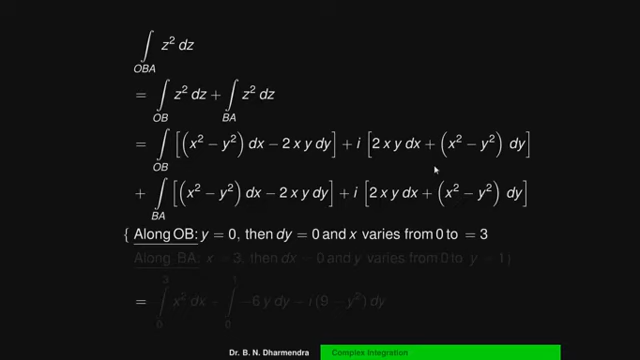 ∫ z² dz
OBA
= ∫ z² dz + ∫ z² dz
OB BA
= ∫ [(x² − y²) dx − 2 x y dy] + i [2 x y dx + (x² − y²) dy]
OB
+ ∫ [(x² − y²) dx − 2 x y dy] + i [2 x y dx + (x² − y²) dy]
BA
{ Along OB: y = 0, then dy = 0 and x varies from 0 to = 3
Along BA: x = 3, then dx = 0 and y varies from 0 to y = 1}
3 1
= ∫ x² dx − ∫ −6 y dy − i (9 − y²) dy
0 0
Dr. B. N. Dharmendra Complex Integration